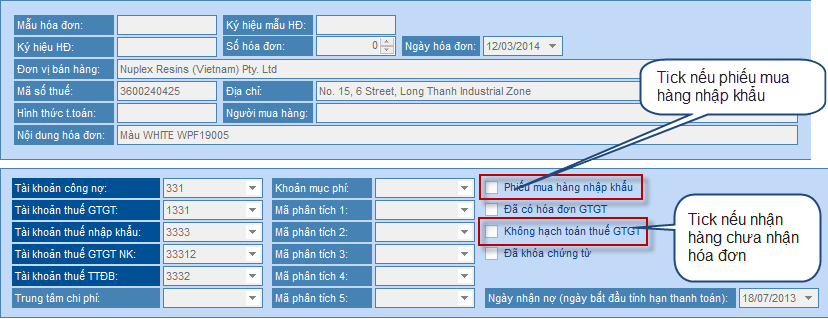 Mẫu hóa đơn: Ký hiệu mẫu HĐ:
Ký hiệu HĐ: Số hóa đơn: 0 Ngày hóa đơn: 12/03/2014
Đơn vị bán hàng: Nuplex Resins (Vietnam) Pty. Ltd
Mã số thuế: 3600240425 Địa chỉ: No. 15, 6 Street, Long Thanh Industrial Zone
Hình thức t.toán: Người mua hàng:
Nội dung hóa đơn: Màu WHITE WPF19005
Tick nếu phiếu mua
hàng nhập khẩu
Tài khoản công nợ: 331 Khoản mục phí: Phiếu mua hàng nhập khẩu
Tài khoản thuế GTGT: 1331 Mã phân tích 1: Đã có hóa đơn GTGT
Tài khoản thuế nhập khẩu: 3333 Mã phân tích 2: Không hạch toán thuế GTGT
Tài khoản thuế GTGT NK: 33312 Mã phân tích 3: Đã khóa chứng từ
Tài khoản thuế TTĐB: 3332 Mã phân tích 4:
Trung tâm chi phí: Mã phân tích 5: Ngày nhận nợ (ngày bắt đầu tính hạn thanh toán): 18/07/2013
Tick nếu nhận
hàng chưa nhận
hóa đơn